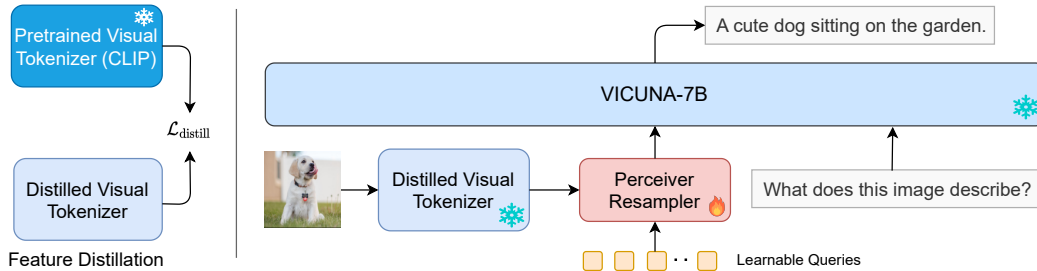 Pretrained Visual
Tokenizer (CLIP)
ℒdistill
Distilled Visual
Tokenizer
Feature Distillation
A cute dog sitting on the garden.
VICUNA-7B
Distilled Visual
Tokenizer
Perceiver
Resampler
What does this image describe?
Learnable Queries